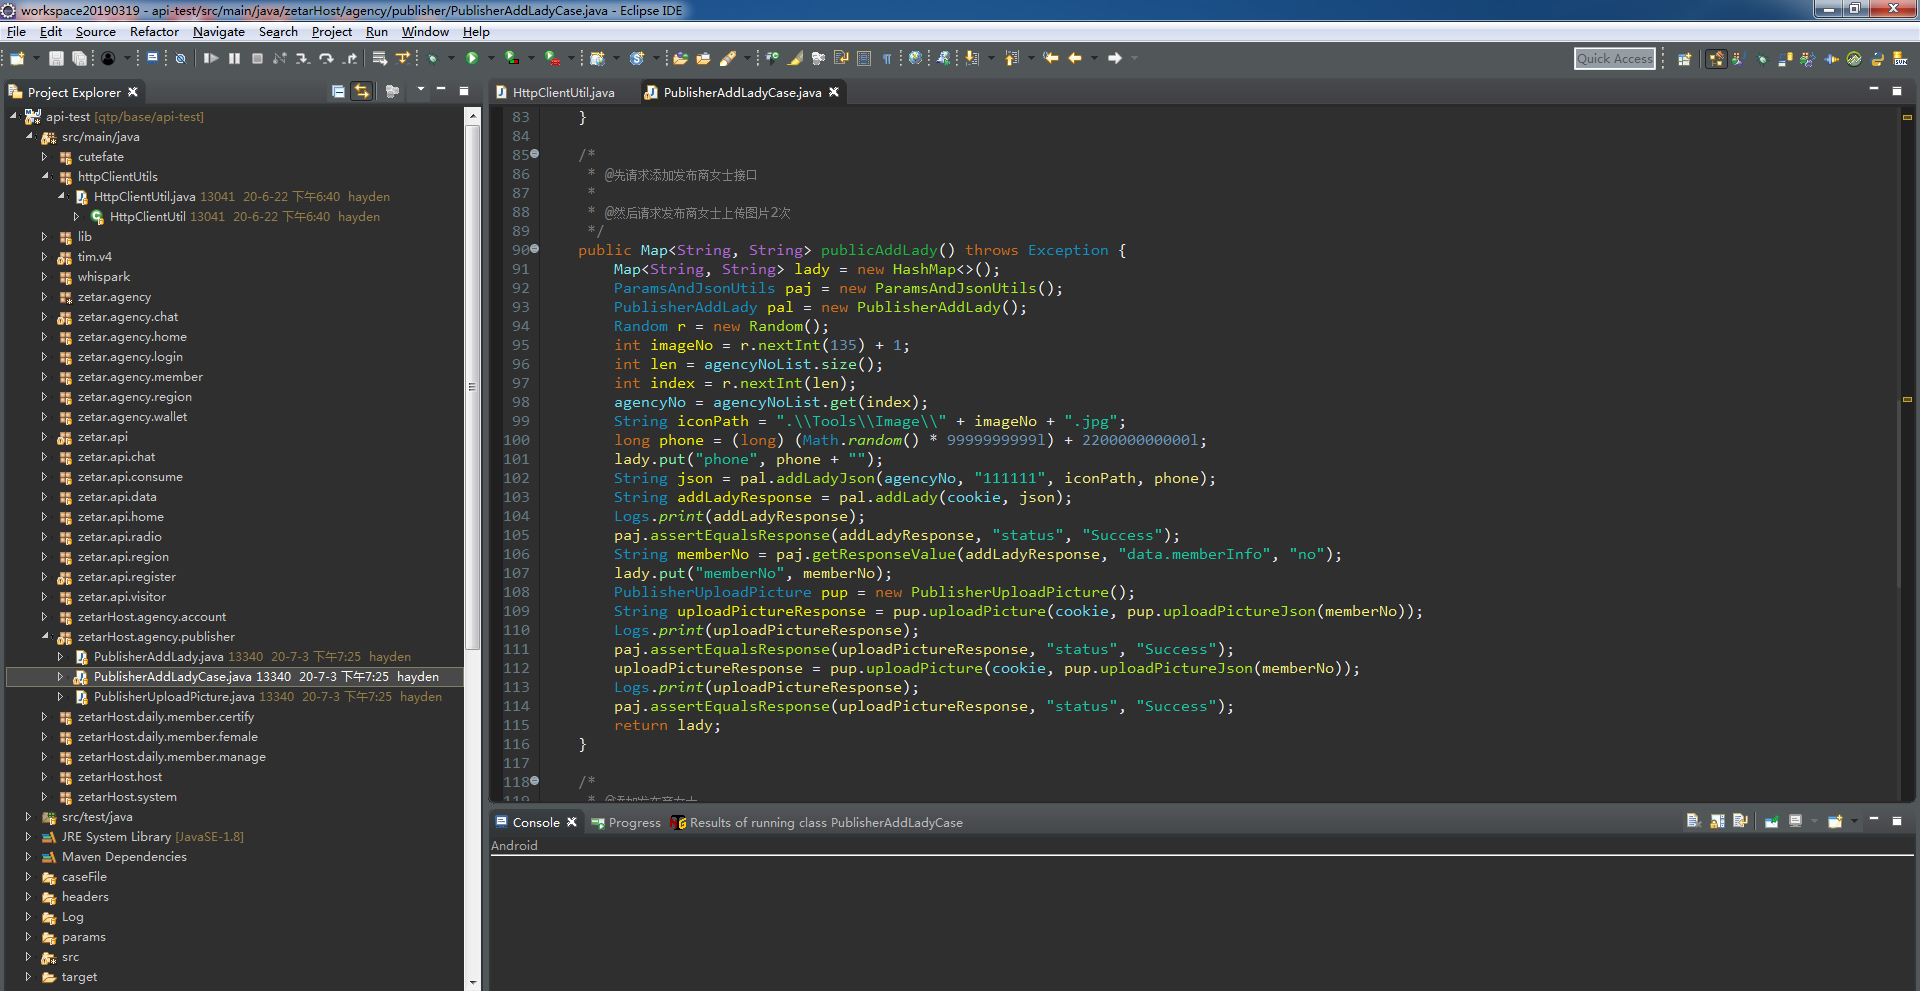 workspace20190319 - api-test/src/main/java/zetarHost/agency/publisher/PublisherAddLadyCase.java - Eclipse IDE
File Edit Source Refactor Navigate Search Project Run Window Help
Quick Access
Project Explorer
api-test [qtp/base/api-test]
src/main/java
cutefate
httpClientUtils
HttpClientUtil.java 13041 20-6-22 下午6:40 hayden
HttpClientUtil 13041 20-6-22 下午6:40 hayden
lib
tim.v4
whispark
zetar.agency
zetar.agency.chat
zetar.agency.home
zetar.agency.login
zetar.agency.member
zetar.agency.region
zetar.agency.wallet
zetar.api
zetar.api.chat
zetar.api.consume
zetar.api.data
zetar.api.home
zetar.api.radio
zetar.api.region
zetar.api.register
zetar.api.visitor
zetarHost.agency.account
zetarHost.agency.publisher
PublisherAddLady.java 13340 20-7-3 下午7:25 hayden
PublisherAddLadyCase.java 13340 20-7-3 下午7:25 hayden
PublisherUploadPicture.java 13340 20-7-3 下午7:25 hayden
zetarHost.daily.member.certify
zetarHost.daily.member.female
zetarHost.daily.member.manage
zetarHost.host
zetarHost.system
src/test/java
JRE System Library [JavaSE-1.8]
Maven Dependencies
caseFile
headers
Log
params
src
target
HttpClientUtil.java PublisherAddLadyCase.java
83 }
84
85 /*
86 * @先请求添加发布商女士接口
87 *
88 * @然后请求发布商女士上传图片2次
89 */
90 public Map<String, String> publicAddLady() throws Exception {
91 Map<String, String> lady = new HashMap<>();
92 ParamsAndJsonUtils paj = new ParamsAndJsonUtils();
93 PublisherAddLady pal = new PublisherAddLady();
94 Random r = new Random();
95 int imageNo = r.nextInt(135) + 1;
96 int len = agencyNoList.size();
97 int index = r.nextInt(len);
98 agencyNo = agencyNoList.get(index);
99 String iconPath = ".\\Tools\\Image\\" + imageNo + ".jpg";
100 long phone = (long) (Math.random() * 9999999999l) + 2200000000000l;
101 lady.put("phone", phone + "");
102 String json = pal.addLadyJson(agencyNo, "111111", iconPath, phone);
103 String addLadyResponse = pal.addLady(cookie, json);
104 Logs.print(addLadyResponse);
105 paj.assertEqualsResponse(addLadyResponse, "status", "Success");
106 String memberNo = paj.getResponseValue(addLadyResponse, "data.memberInfo", "no");
107 lady.put("memberNo", memberNo);
108 PublisherUploadPicture pup = new PublisherUploadPicture();
109 String uploadPictureResponse = pup.uploadPicture(cookie, pup.uploadPictureJson(memberNo));
110 Logs.print(uploadPictureResponse);
111 paj.assertEqualsResponse(uploadPictureResponse, "status", "Success");
112 uploadPictureResponse = pup.uploadPicture(cookie, pup.uploadPictureJson(memberNo));
113 Logs.print(uploadPictureResponse);
114 paj.assertEqualsResponse(uploadPictureResponse, "status", "Success");
115 return lady;
116 }
117
118 /*
119 * @添加发布商女士
Console Progress Results of running class PublisherAddLadyCase
Android